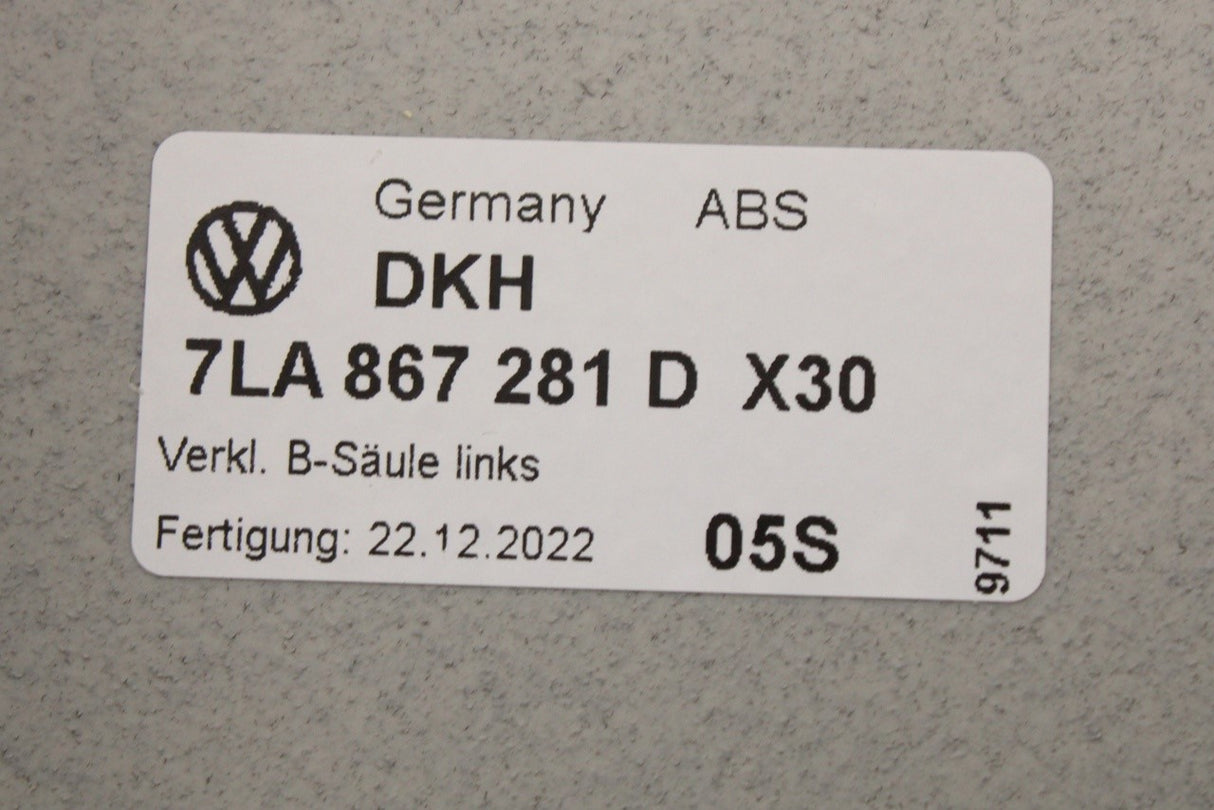 Germany ABS
DKH
7LA 867 281 D X30
Verkl. B-Säule links
Fertigung: 22.12.2022 05S
9711